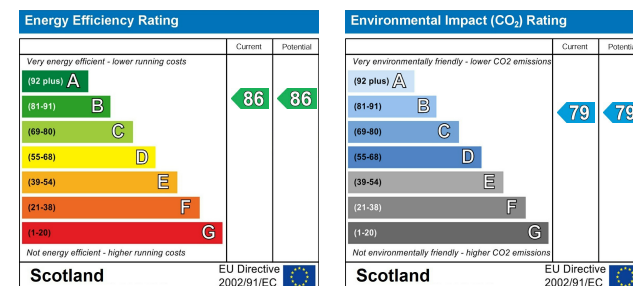 Energy Efficiency Rating
Current Potential
Very energy efficient - lower running costs
(92 plus) A
(81-91) B
(69-80) C
(55-68) D
(39-54) E
(21-38) F
(1-20) G
86 86
Not energy efficient - higher running costs
Scotland
EU Directive
2002/91/EC
Environmental Impact (CO₂) Rating
Current Potential
Very environmentally friendly - lower CO2 emissions
(92 plus) A
(81-91) B
(69-80) C
(55-68) D
(39-54) E
(21-38) F
(1-20) G
79 79
Not environmentally friendly - higher CO2 emissions
Scotland
EU Directive
2002/91/EC